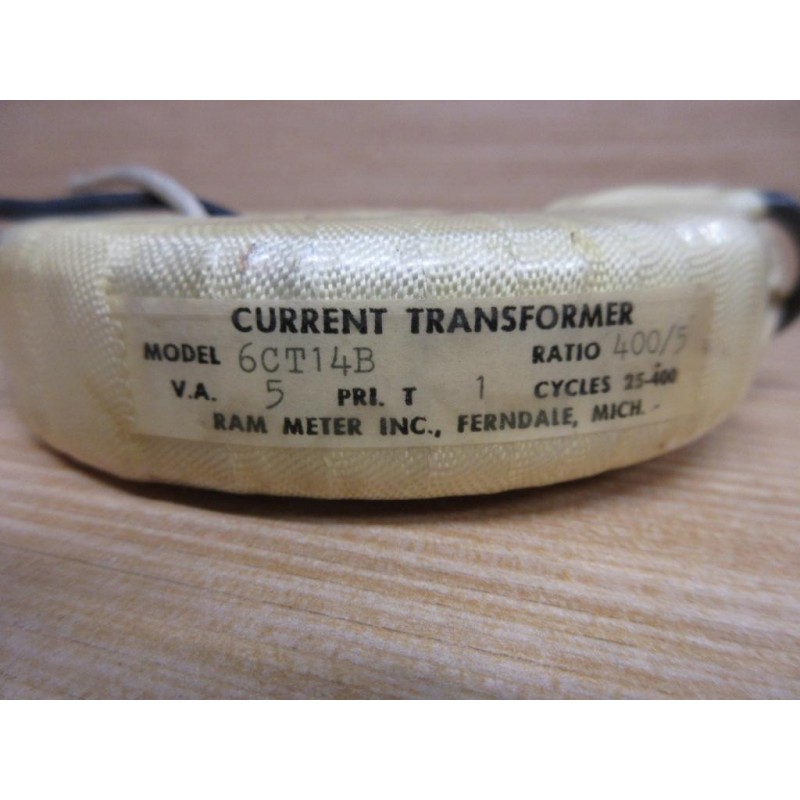 CURRENT TRANSFORMER
MODEL 6CT14B RATIO 400/5
V.A. 5 PRI. T 1 CYCLES 25-400
RAM METER INC., FERNDALE, MICH.